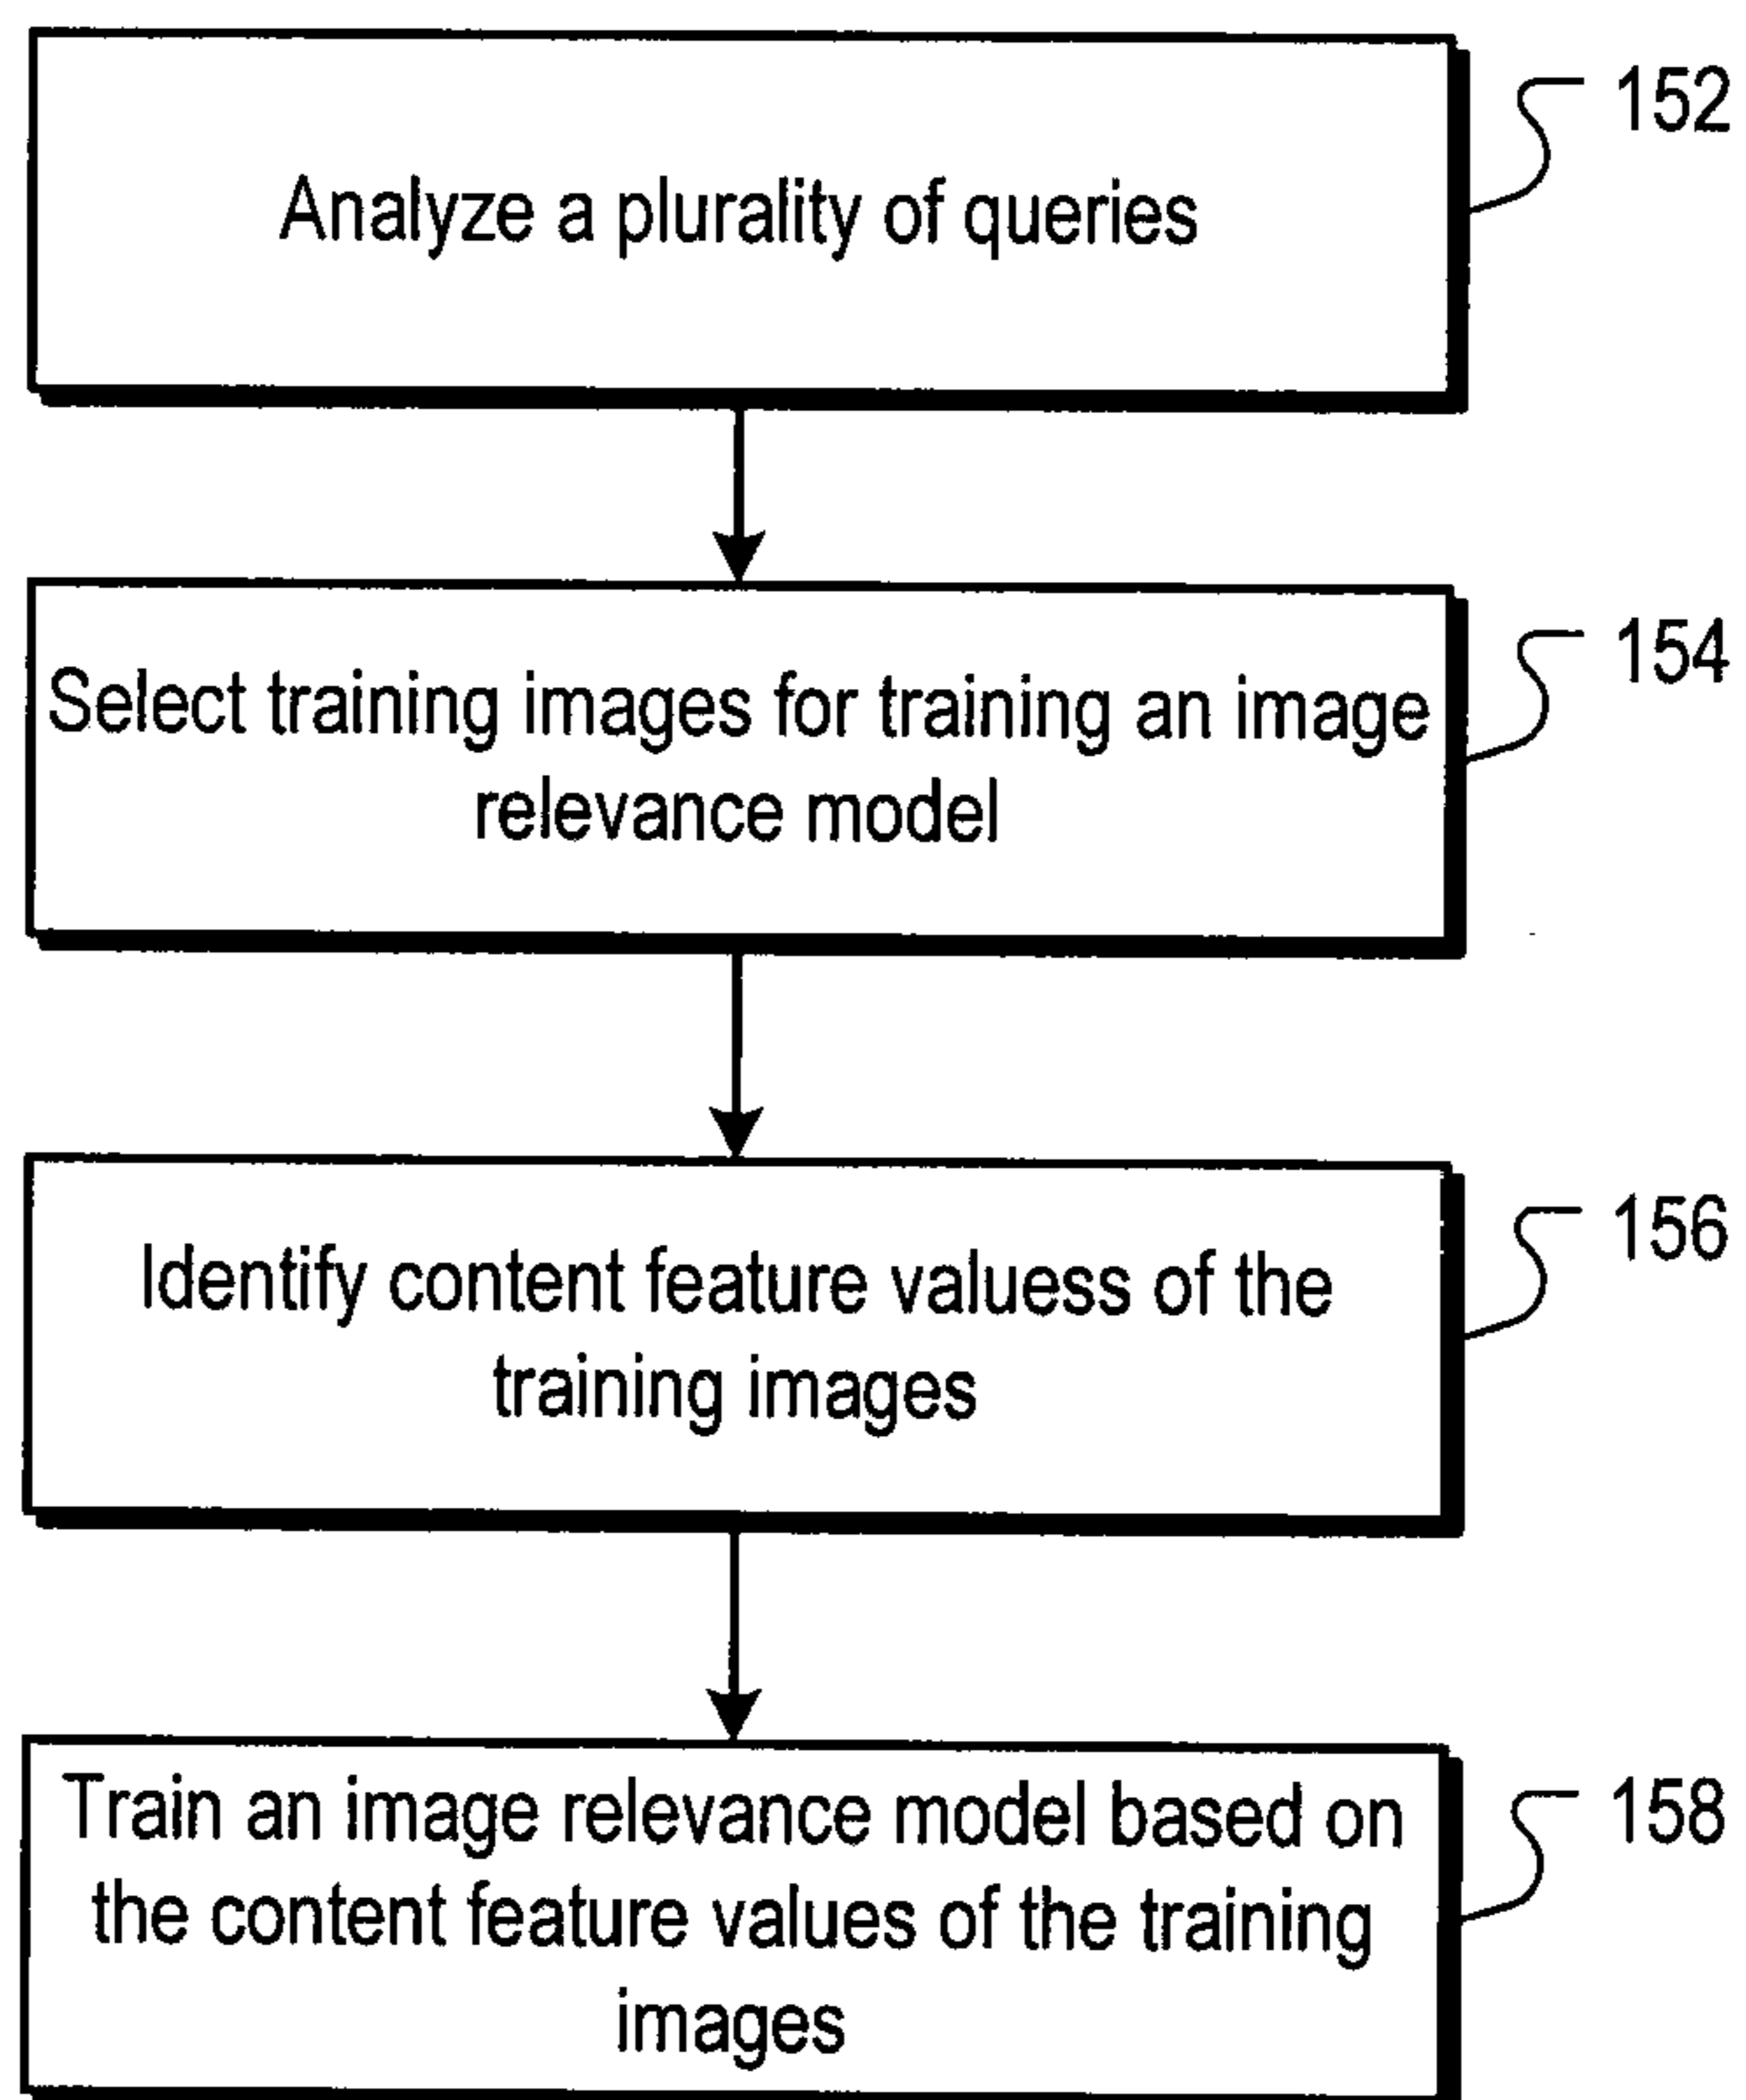 Analyze a plurality of queries
152
Select training images for training an image
relevance model
154
Identify content feature valuess of the
training images
156
Train an image relevance model based on
the content feature values of the training
images
158